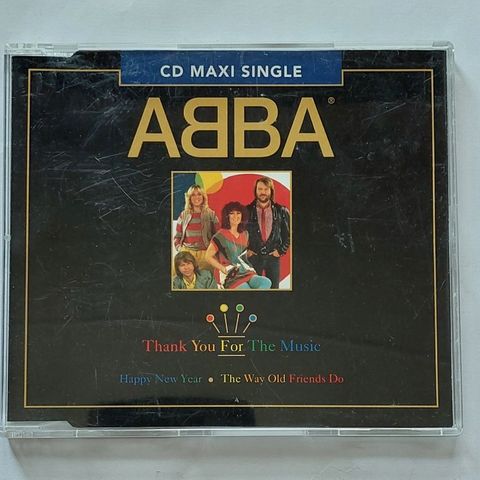 CD MAXI SINGLE
ABBA®
Thank You For The Music
Happy New Year • The Way Old Friends Do